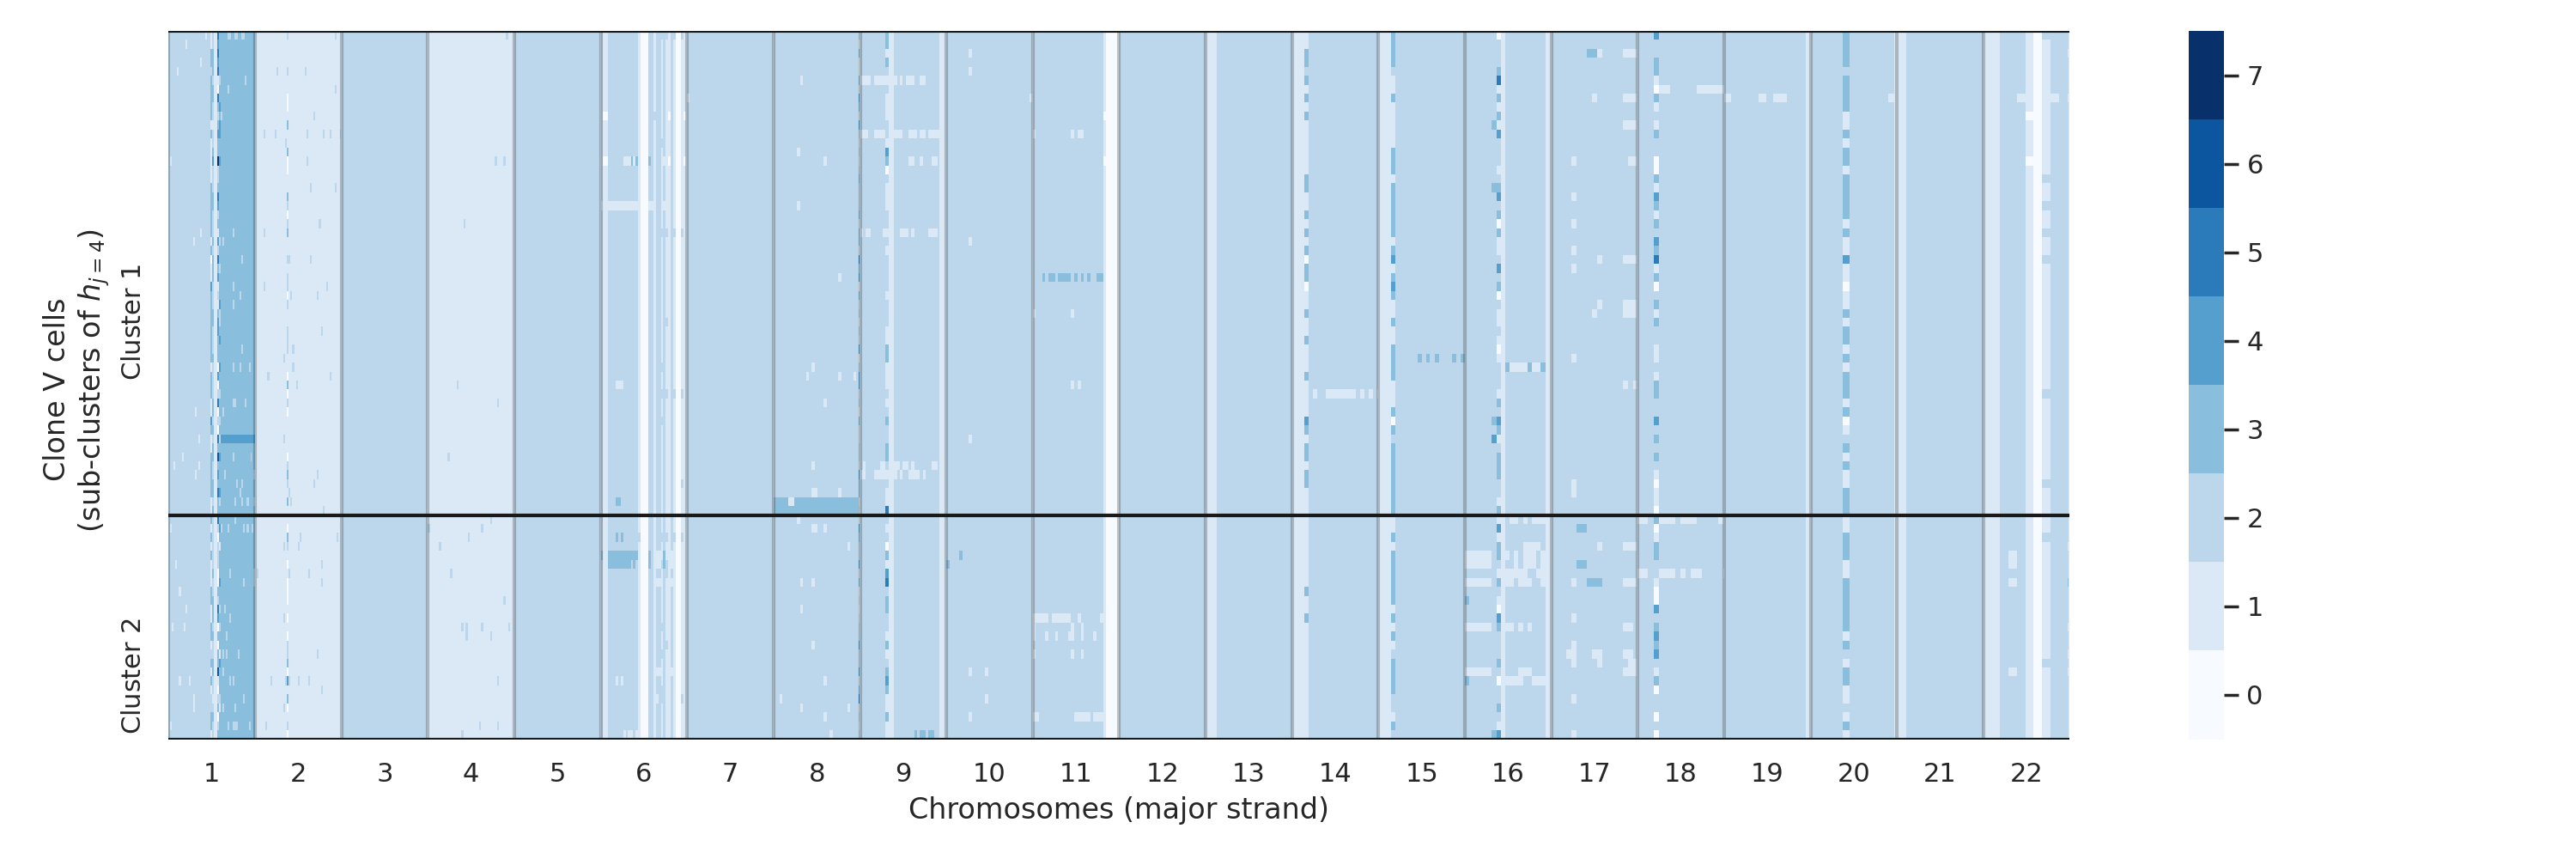 Clone V cells
(sub-clusters of h_{j=4})
Cluster 1
Cluster 2
1 2 3 4 5 6 7 8 9 10 11 12 13 14 15 16 17 18 19 20 21 22
Chromosomes (major strand)
7
6
5
4
3
2
1
0